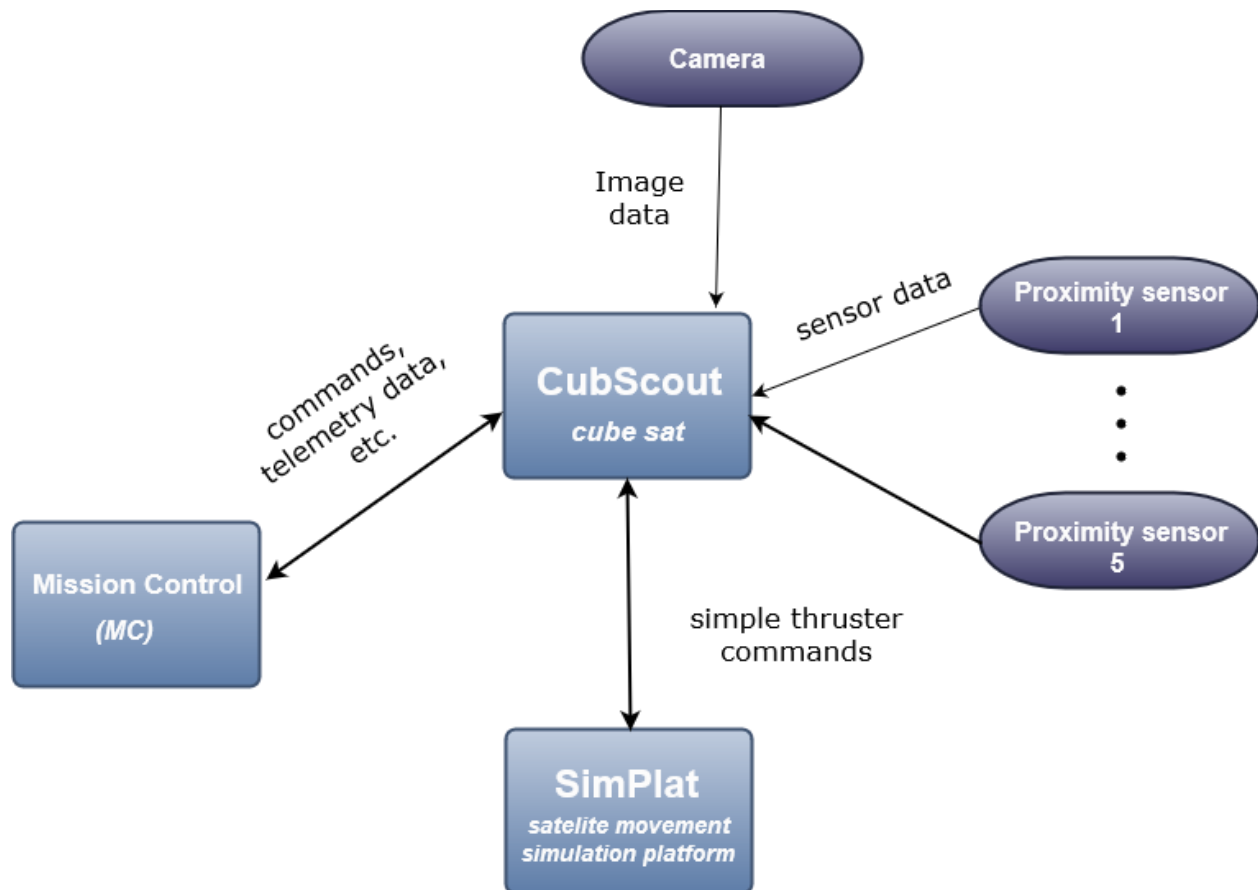 Camera
Image
data
sensor data
Proximity sensor
1
CubScout
cube sat
commands,
telemetry data,
etc.
Proximity sensor
5
Mission Control
(MC)
simple thruster
commands
SimPlat
satelite movement
simulation platform